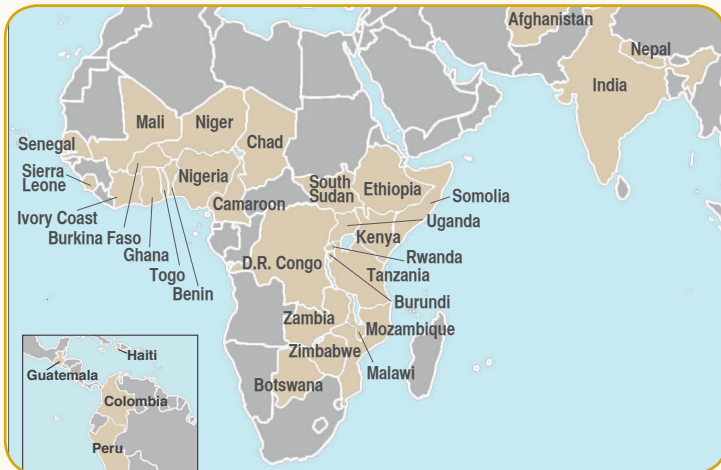 Afghanistan
Nepal
India
Mali
Niger
Chad
Senegal
Sierra
Leone
Nigeria
South
Sudan
Ethiopia
Somolia
Ivory Coast
Camaroon
Uganda
Burkina Faso
Kenya
Ghana
D.R. Congo
Rwanda
Togo
Tanzania
Benin
Burundi
Zambia
Mozambique
Zimbabwe
Malawi
Botswana
Haiti
Guatemala
Colombia
Peru